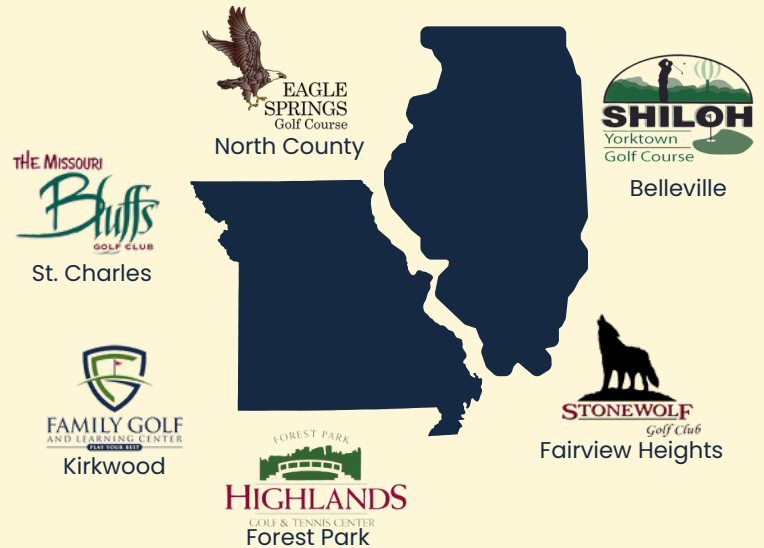 EAGLE
SPRINGS
Golf Course
North County
SHILOH
Yorktown
Golf Course
Belleville
THE MISSOURI
Bluffs
GOLF CLUB
St. Charles
FAMILY GOLF
AND LEARNING CENTER
PLAY YOUR BEST
Kirkwood
FOREST PARK
HIGHLANDS
GOLF & TENNIS CENTER
Forest Park
STONEWOLF
Golf Club
Fairview Heights